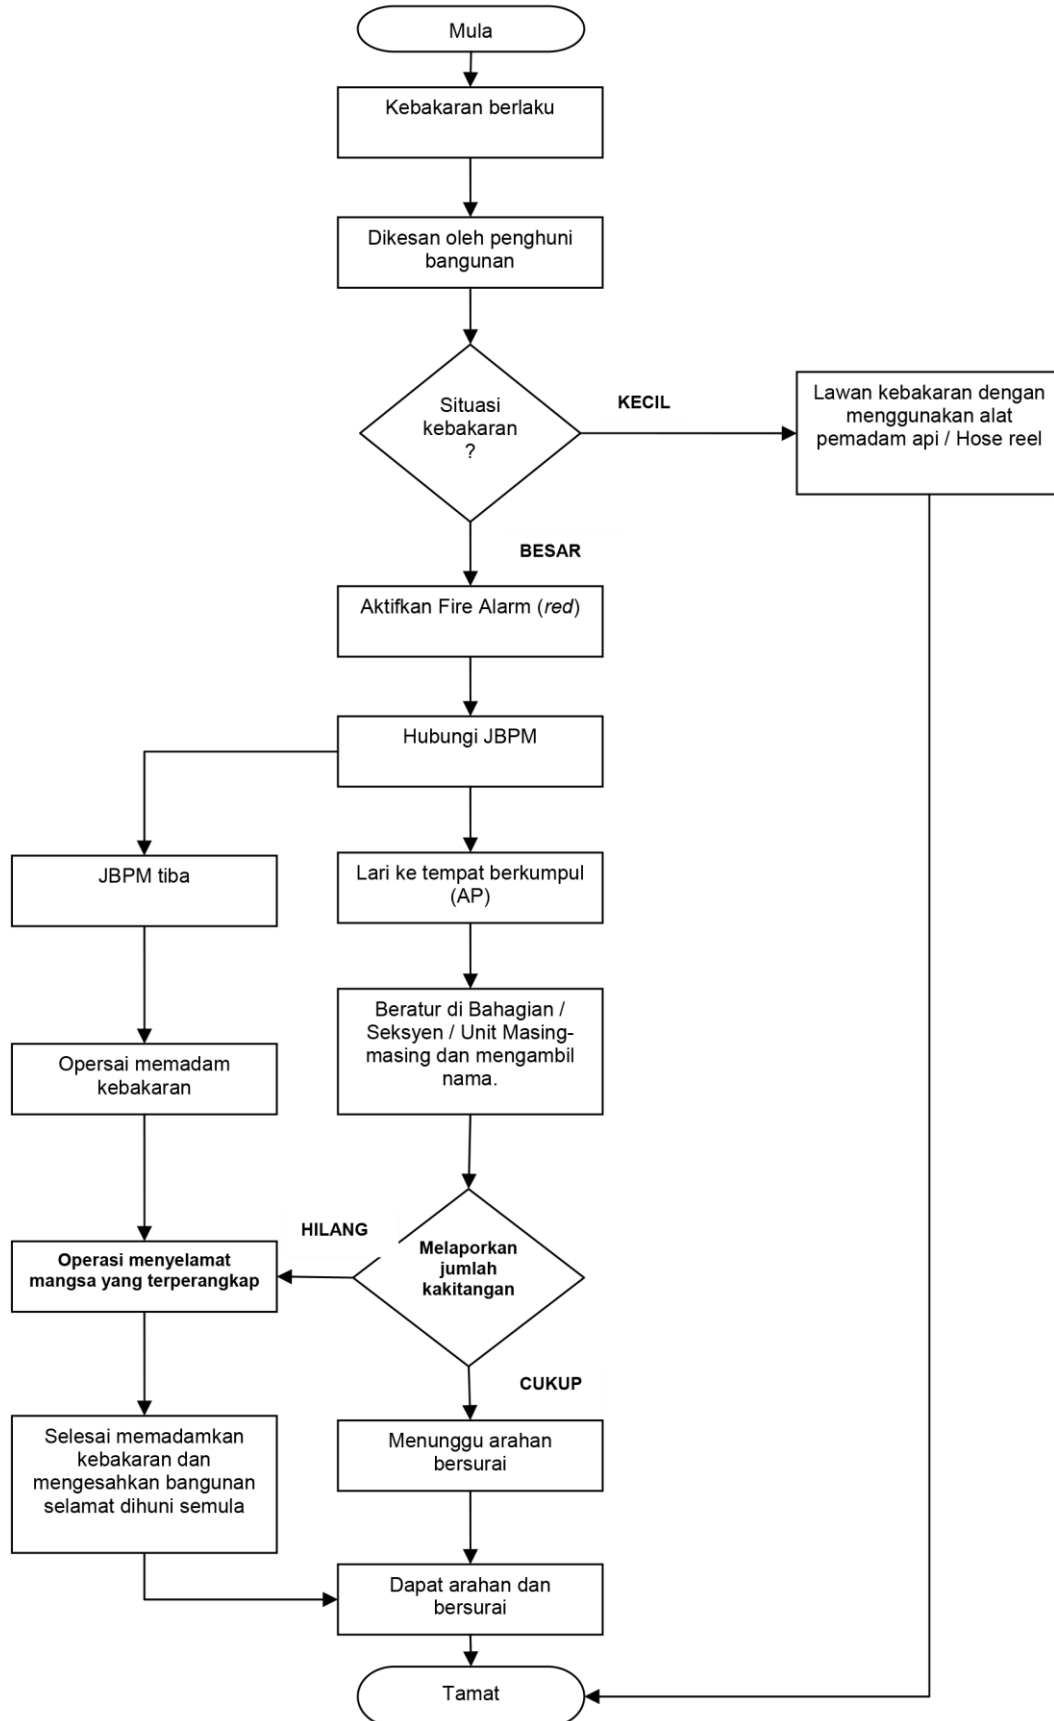 Mula
Kebakaran berlaku
Dikesan oleh penghuni
bangunan
Situasi
kebakaran
?
KECIL
Lawan kebakaran dengan
menggunakan alat
pemadam api / Hose reel
BESAR
Aktifkan Fire Alarm (red)
Hubungi JBPM
JBPM tiba
Lari ke tempat berkumpul
(AP)
Opersai memadam
kebakaran
Beratur di Bahagian /
Seksyen / Unit Masing-
masing dan mengambil
nama.
HILANG
Melaporkan
jumlah
kakitangan
Operasi menyelamat
mangsa yang terperangkap
CUKUP
Selesai memadamkan
kebakaran dan
mengesahkan bangunan
selamat dihuni semula
Menunggu arahan
bersurai
Dapat arahan dan
bersurai
Tamat